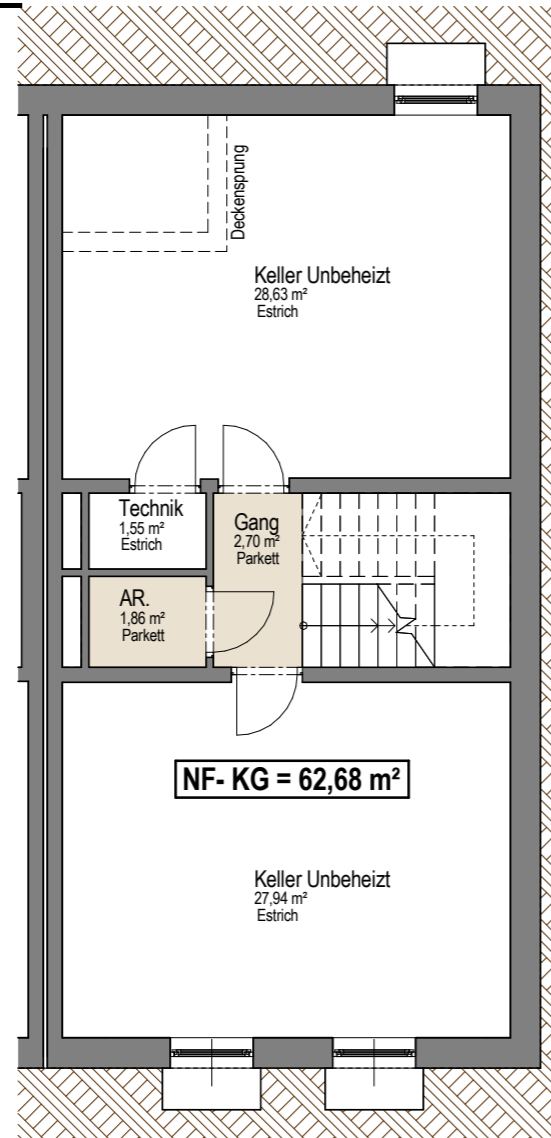 Deckensprung
Keller Unbeheizt
28,63 m²
Estrich
Technik
1,55 m²
Estrich
Gang
2,70 m²
Parkett
AR.
1,86 m²
Parkett
NF- KG = 62,68 m²
Keller Unbeheizt
27,94 m²
Estrich